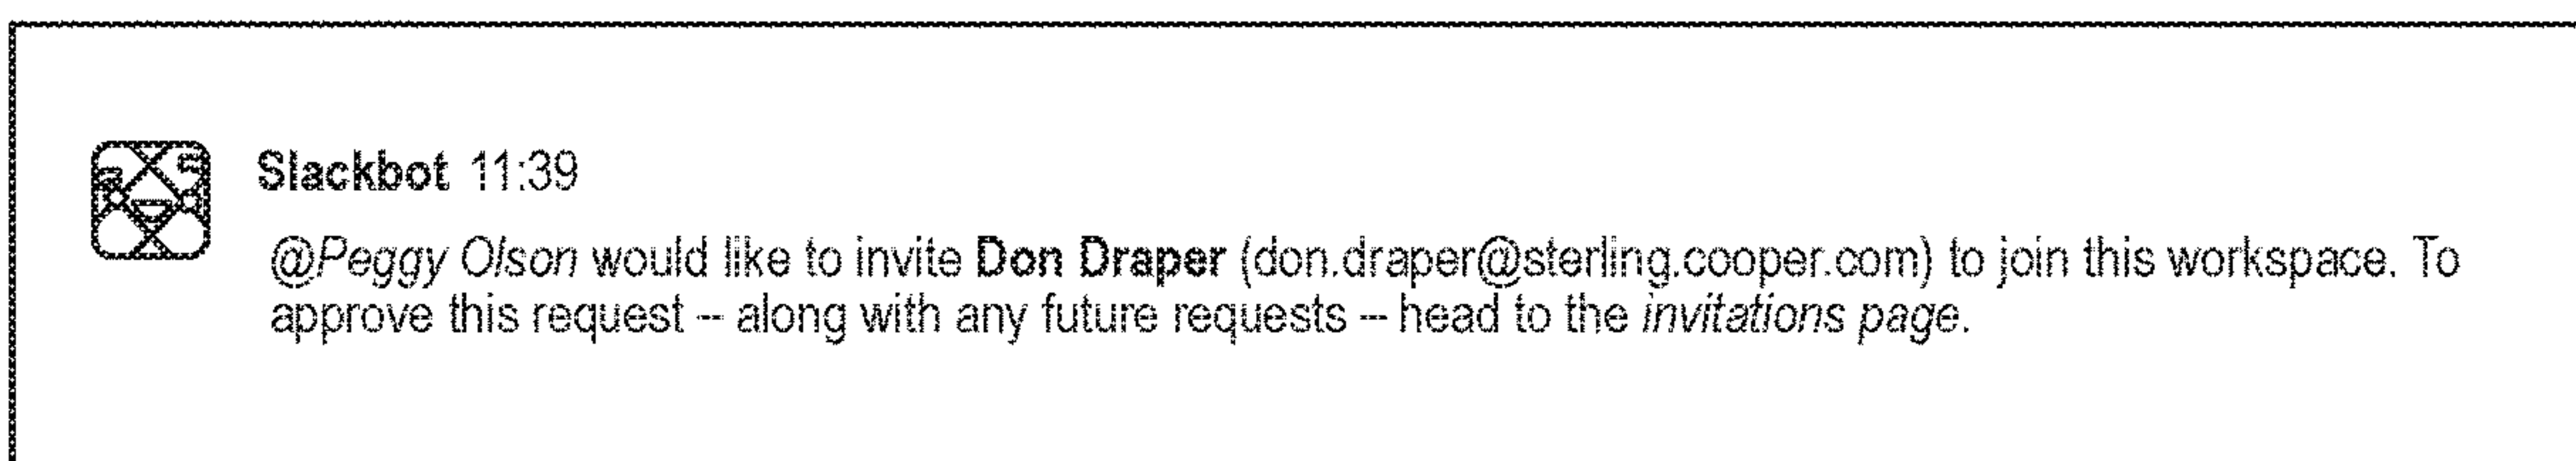 Slackbot 11:39
@Peggy Olson would like to invite Don Draper (don.draper@sterling.cooper.com) to join this workspace. To
approve this request -- along with any future requests -- head to the invitations page.